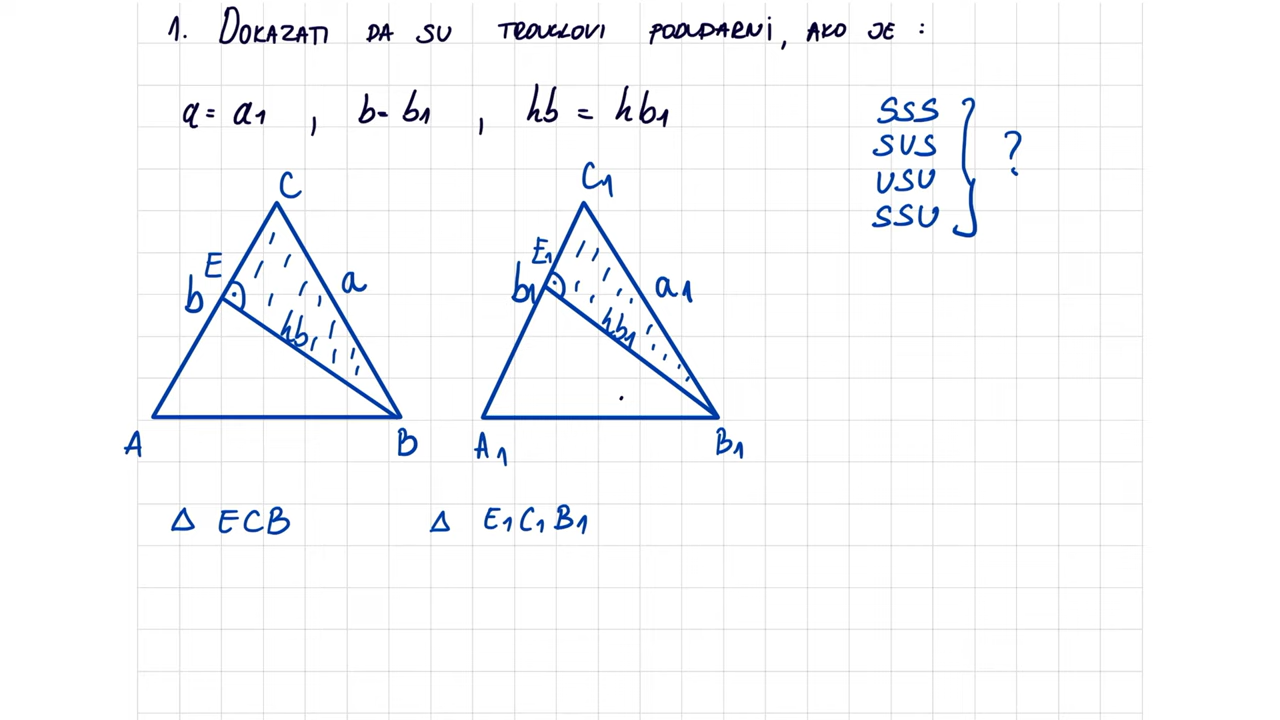 1. DOKAZATI DA SU TROUGLOVI PODUDARNI, AKO JE :
a = a1 , b = b1 , hb = hb1
SSS
SUS
USU
SSU
?
C
C1
E
E1
b
a
b1
a1
hb
hb1
A
B
A1
B1
Δ ECB Δ E1C1B1